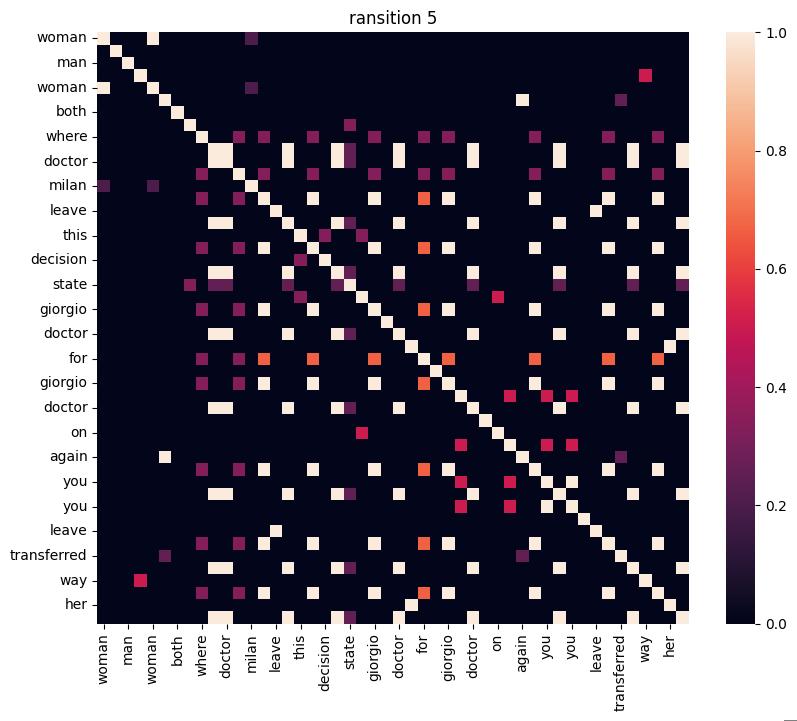 ransition 5
woman
man
woman
both
where
doctor
milan
leave
this
decision
state
giorgio
doctor
for
giorgio
doctor
on
again
you
you
leave
transferred
way
her
woman
man
woman
both
where
doctor
milan
leave
this
decision
state
giorgio
doctor
for
giorgio
doctor
on
again
you
you
leave
transferred
way
her
1.0
0.8
0.6
0.4
0.2
0.0